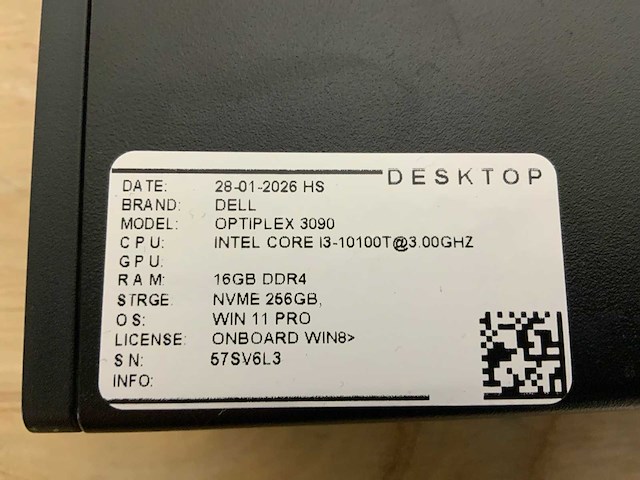 DESKTOP
DATE: 28-01-2026 HS
BRAND: DELL
MODEL: OPTIPLEX 3090
CPU: INTEL CORE i3-10100T@3.00GHZ
GPU:
RAM: 16GB DDR4
STRGE: NVME 256GB,
OS: WIN 11 PRO
LICENSE: ONBOARD WIN8>
SN: 57SV6L3
INFO: